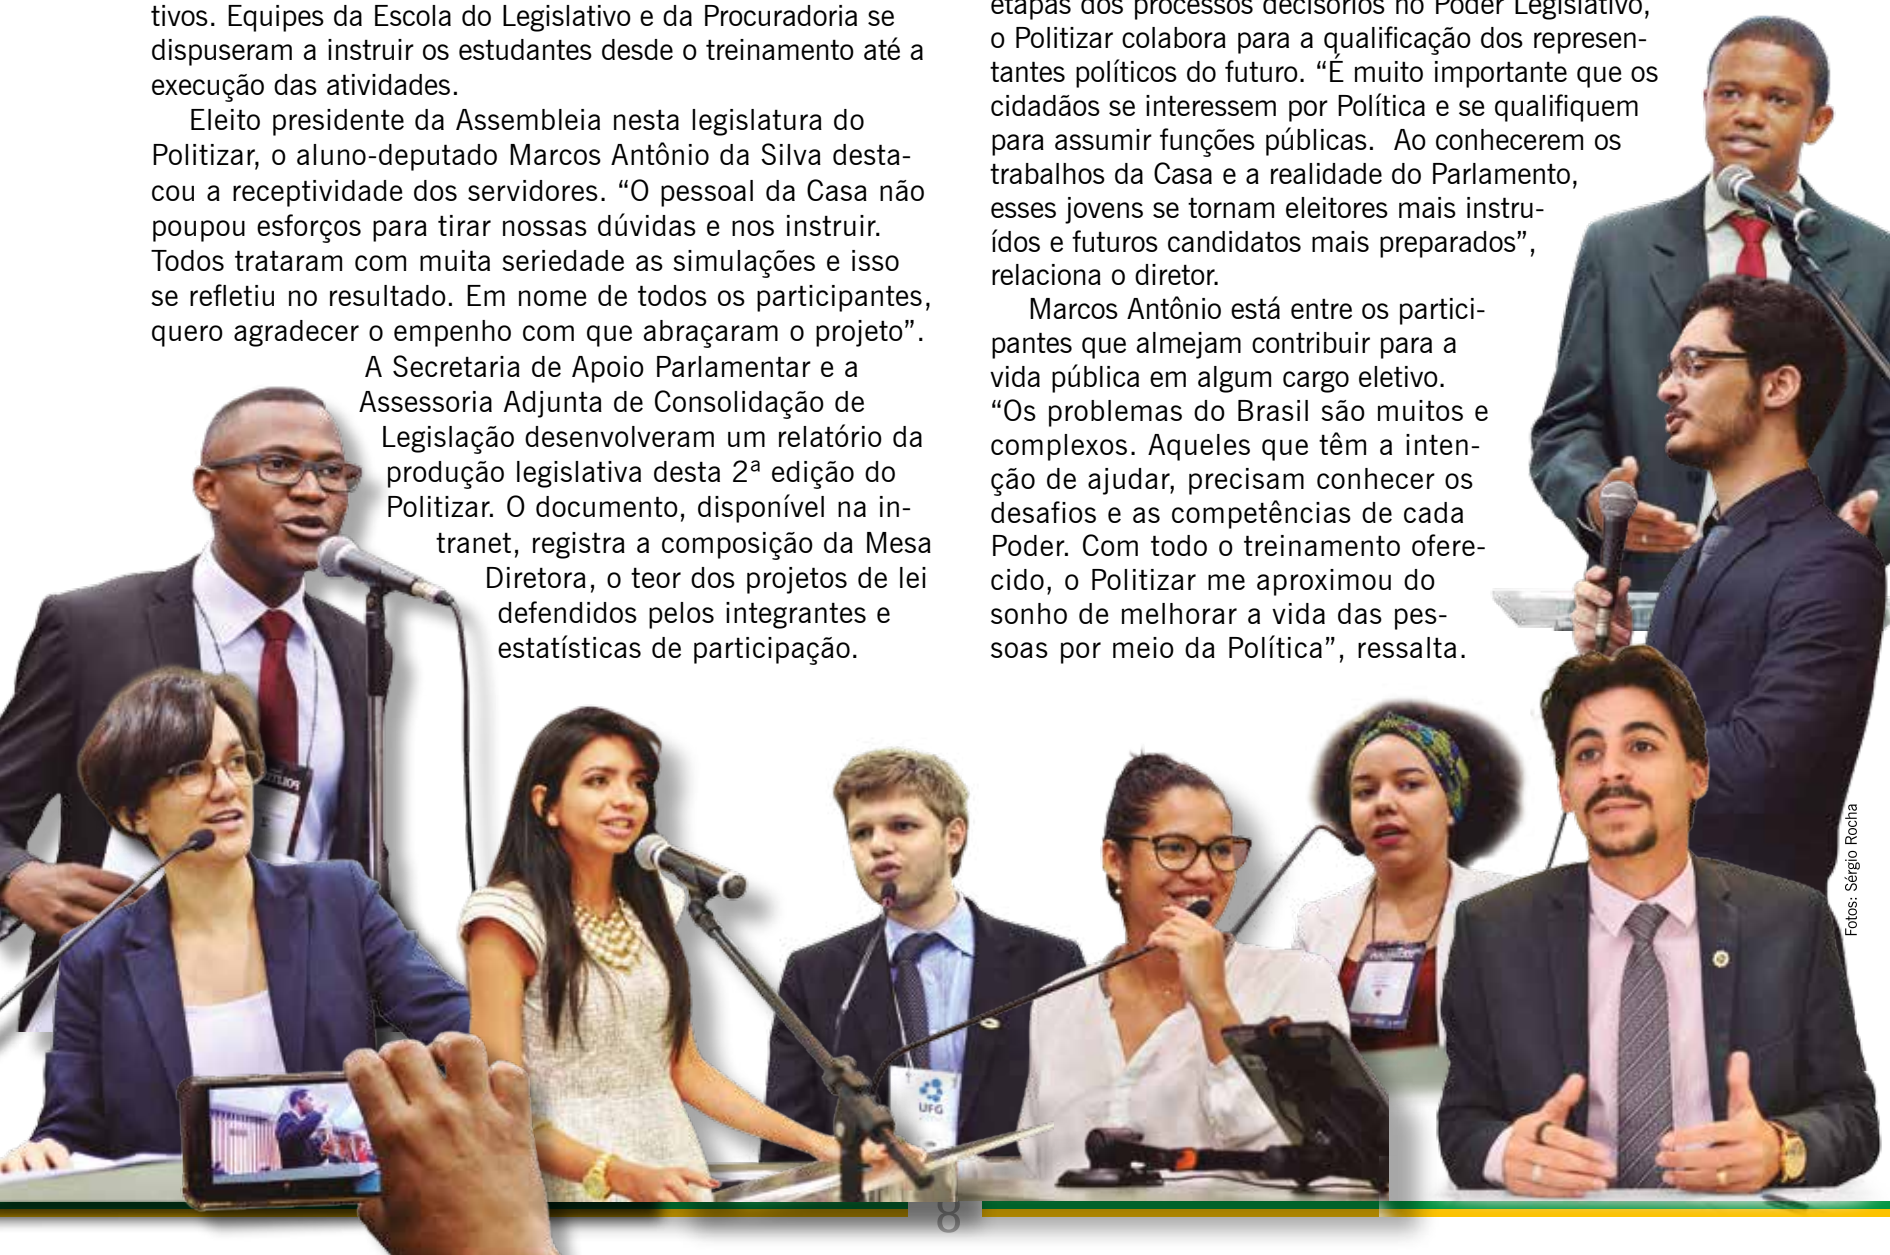 tivos. Equipes da Escola do Legislativo e da Procuradoria se
dispuseram a instruir os estudantes desde o treinamento até a
execução das atividades.
Eleito presidente da Assembleia nesta legislatura do
Politizar, o aluno-deputado Marcos Antônio da Silva desta-
cou a receptividade dos servidores. “O pessoal da Casa não
poupou esforços para tirar nossas dúvidas e nos instruir.
Todos trataram com muita seriedade as simulações e isso
se refletiu no resultado. Em nome de todos os participantes,
quero agradecer o empenho com que abraçaram o projeto”.
A Secretaria de Apoio Parlamentar e a
Assessoria Adjunta de Consolidação de
Legislação desenvolveram um relatório da
produção legislativa desta 2ª edição do
Politizar. O documento, disponível na in-
tranet, registra a composição da Mesa
Diretora, o teor dos projetos de lei
defendidos pelos integrantes e
estatísticas de participação.
etapas dos processos decisórios no Poder Legislativo,
o Politizar colabora para a qualificação dos represen-
tantes políticos do futuro. “É muito importante que os
cidadãos se interessem por Política e se qualifiquem
para assumir funções públicas.  Ao conhecerem os
trabalhos da Casa e a realidade do Parlamento,
esses jovens se tornam eleitores mais instru-
ídos e futuros candidatos mais preparados”,
relaciona o diretor.
Marcos Antônio está entre os partici-
pantes que almejam contribuir para a
vida pública em algum cargo eletivo.
“Os problemas do Brasil são muitos e
complexos. Aqueles que têm a inten-
ção de ajudar, precisam conhecer os
desafios e as competências de cada
Poder. Com todo o treinamento ofere-
cido, o Politizar me aproximou do
sonho de melhorar a vida das pes-
soas por meio da Política”, ressalta.
Fotos: Sérgio Rocha
UFG
8